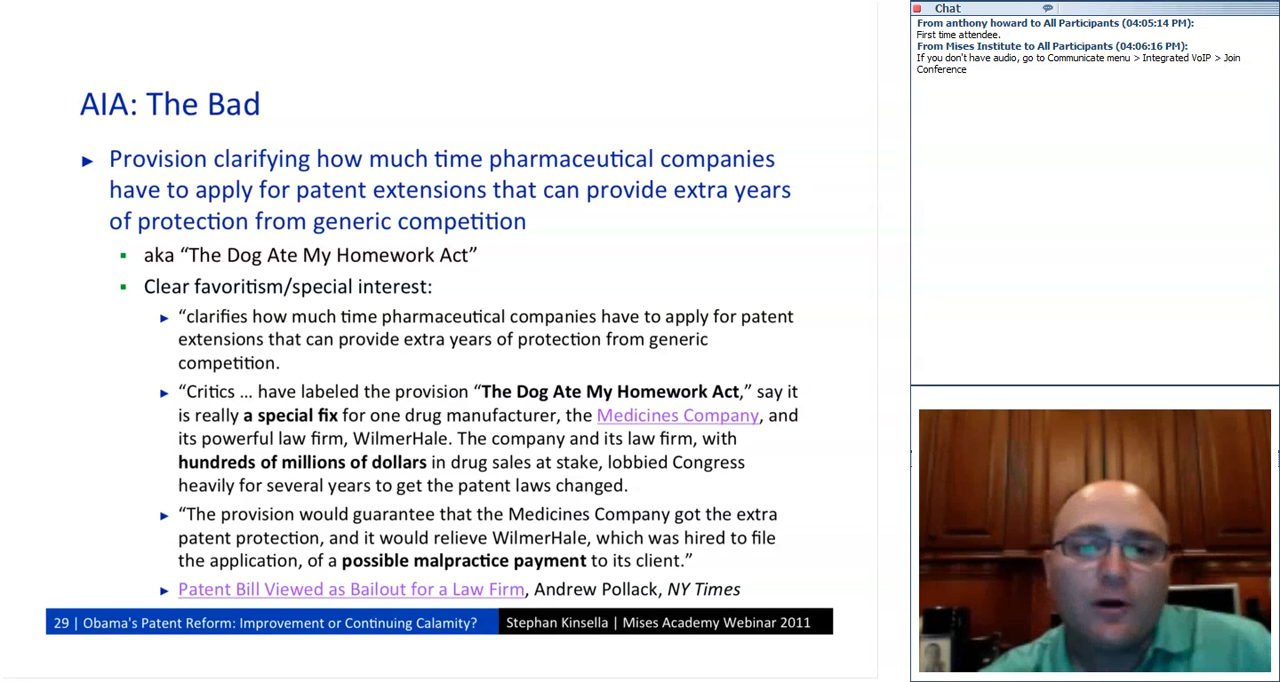 AIA: The Bad
► Provision clarifying how much time pharmaceutical companies
have to apply for patent extensions that can provide extra years
of protection from generic competition
▪ aka “The Dog Ate My Homework Act”
▪ Clear favoritism/special interest:
► “clarifies how much time pharmaceutical companies have to apply for patent
extensions that can provide extra years of protection from generic
competition.
► “Critics … have labeled the provision “The Dog Ate My Homework Act,” say it
is really a special fix for one drug manufacturer, the Medicines Company, and
its powerful law firm, WilmerHale. The company and its law firm, with
hundreds of millions of dollars in drug sales at stake, lobbied Congress
heavily for several years to get the patent laws changed.
► “The provision would guarantee that the Medicines Company got the extra
patent protection, and it would relieve WilmerHale, which was hired to file
the application, of a possible malpractice payment to its client.”
► Patent Bill Viewed as Bailout for a Law Firm, Andrew Pollack, NY Times
29 | Obama's Patent Reform: Improvement or Continuing Calamity?
Stephan Kinsella | Mises Academy Webinar 2011
Chat
From anthony howard to All Participants (04:05:14 PM):
First time attendee.
From Mises Institute to All Participants (04:06:16 PM):
If you don't have audio, go to Communicate menu > Integrated VoIP > Join
Conference